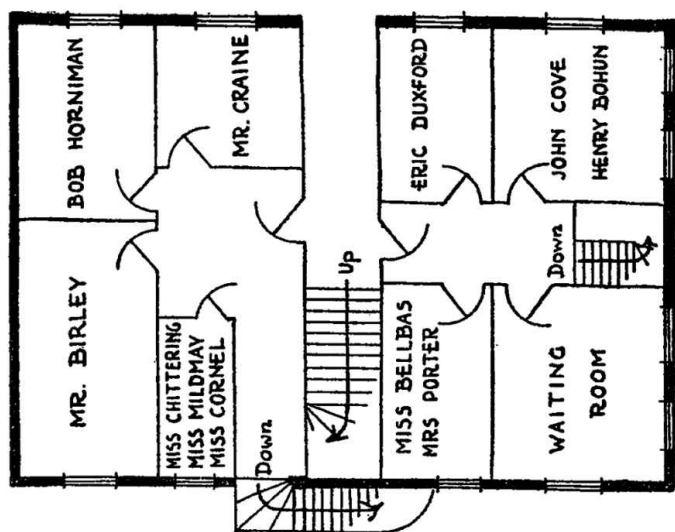 BOB HORNIMAN
MR. CRAINE
ERIC DUXFORD
JOHN COVE
HENRY BOHUN
MR. BIRLEY
MISS CHITTERING
MISS MILDMAY
MISS CORNEL
Down
Up
MISS BELLBAS
MRS PORTER
Down
WAITING
ROOM